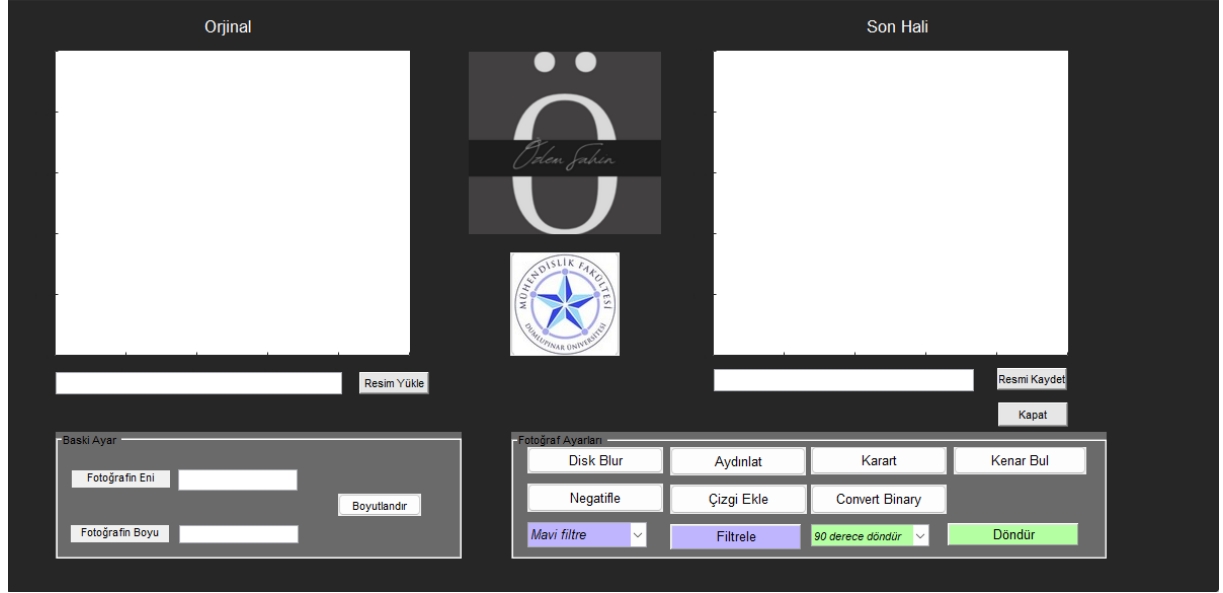 Orjinal
Son Hali
Ö
Özlem Şahin
MÜHENDİSLİK FAKÜLTESİ
DUMLUPINAR ÜNİVERSİTESİ
Resim Yükle
Resmi Kaydet
Kapat
Baski Ayar
Fotoğrafin Eni
Boyutlandır
Fotoğrafin Boyu
Fotoğraf Ayarları
Disk Blur
Aydınlat
Karart
Kenar Bul
Negatifle
Çizgi Ekle
Convert Binary
Mavi filtre
Filtrele
90 derece döndür
Döndür